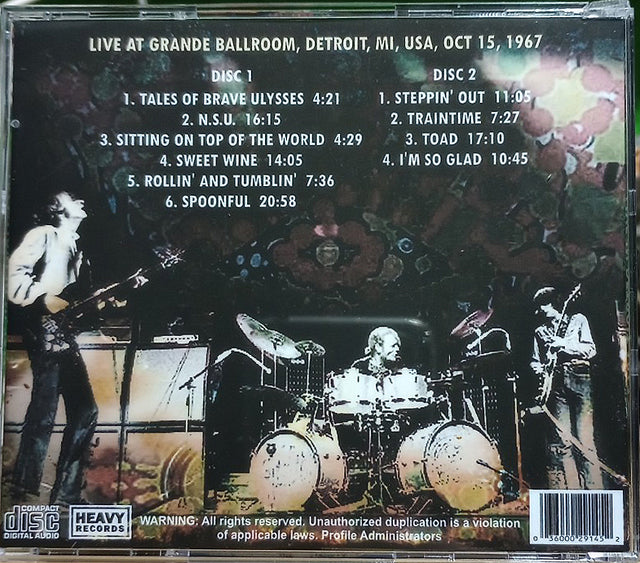 LIVE AT GRANDE BALLROOM, DETROIT, MI, USA, OCT 15, 1967
DISC 1
1. TALES OF BRAVE ULYSSES 4:21
2. N.S.U. 16:15
3. SITTING ON TOP OF THE WORLD 4:29
4. SWEET WINE 14:05
5. ROLLIN' AND TUMBLIN' 7:36
6. SPOONFUL 20:58
DISC 2
1. STEPPIN' OUT 11:05
2. TRAINTIME 7:27
3. TOAD 17:10
4. I'M SO GLAD 10:45
COMPACT
disc
DIGITAL AUDIO
HEAVY
RECORDS
WARNING: All rights reserved. Unauthorized duplication is a violation
of applicable laws. Profile Administrators
0 36000 29145 2